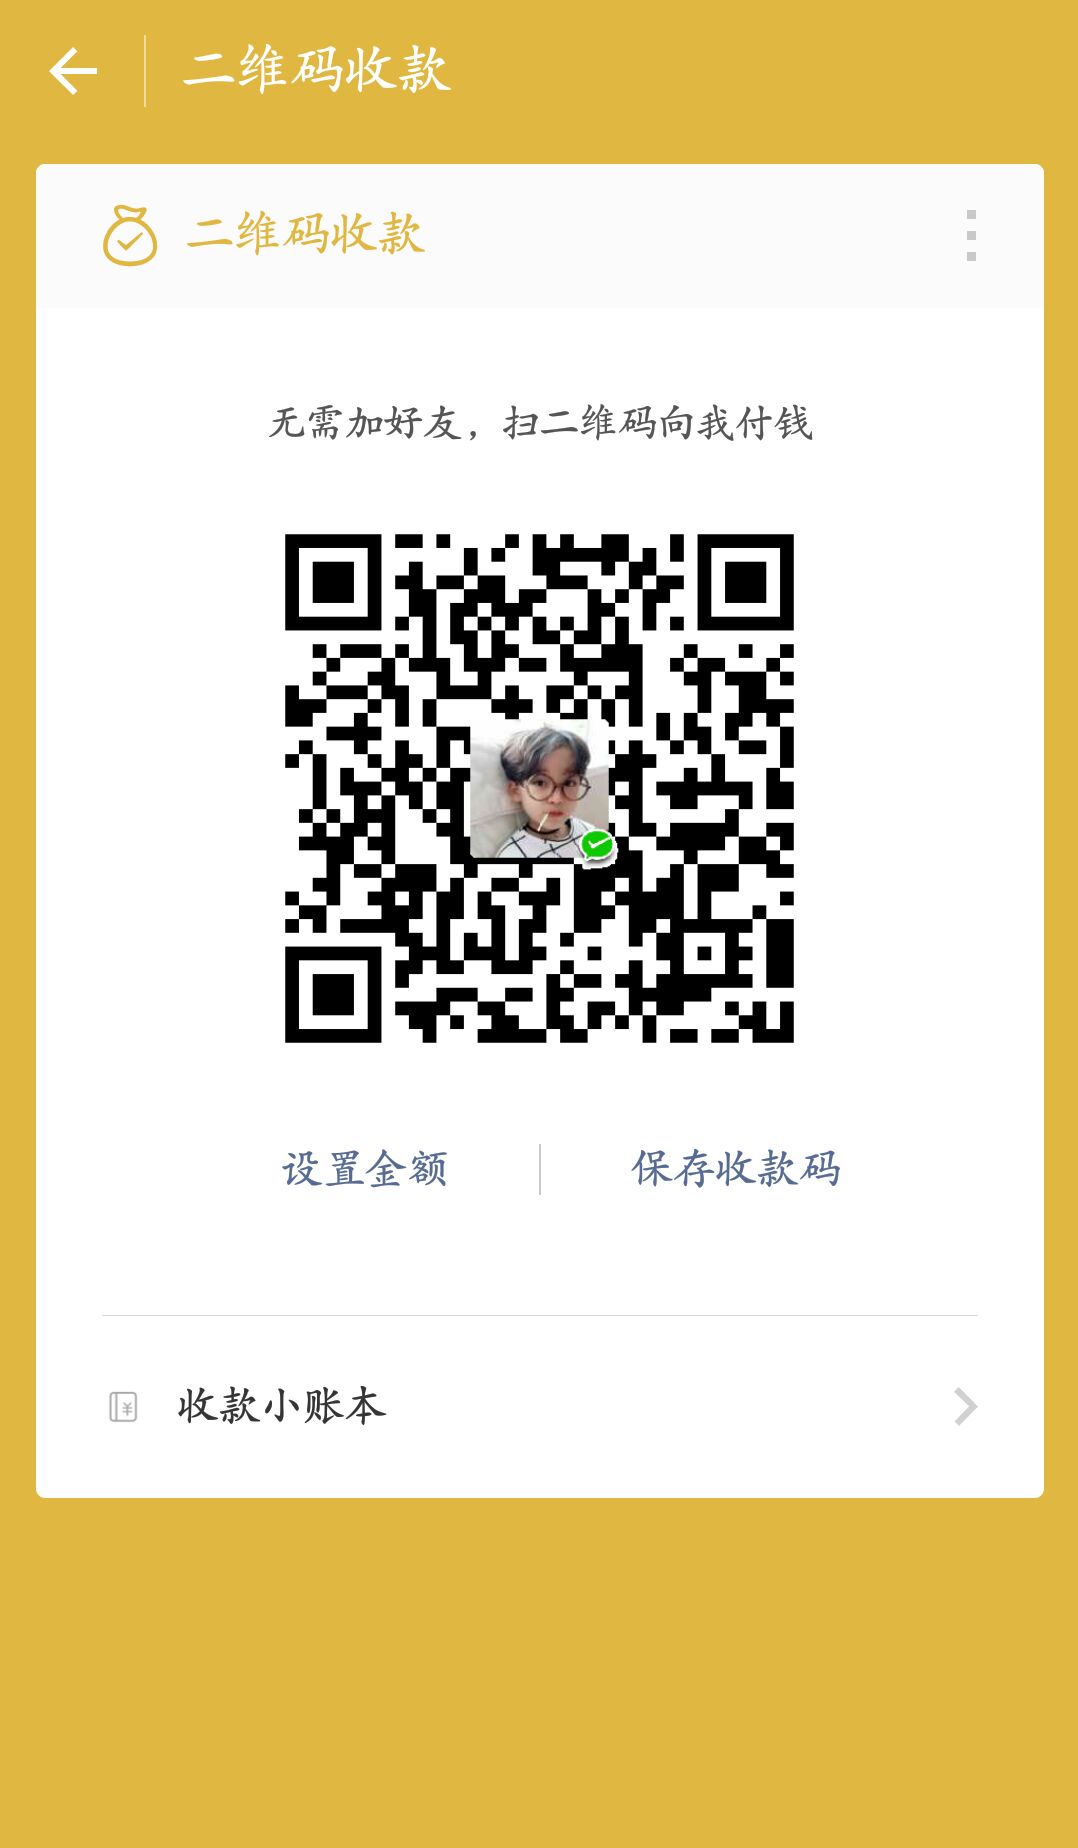 二维码收款
二维码收款
无需加好友，扫二维码向我付钱
设置金额
保存收款码
收款小账本